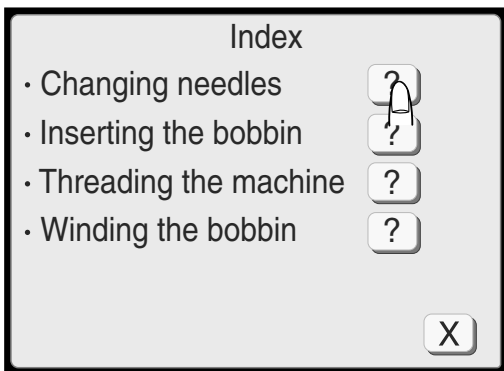 Index
· Changing needles ?
· Inserting the bobbin ?
· Threading the machine ?
· Winding the bobbin ?
X